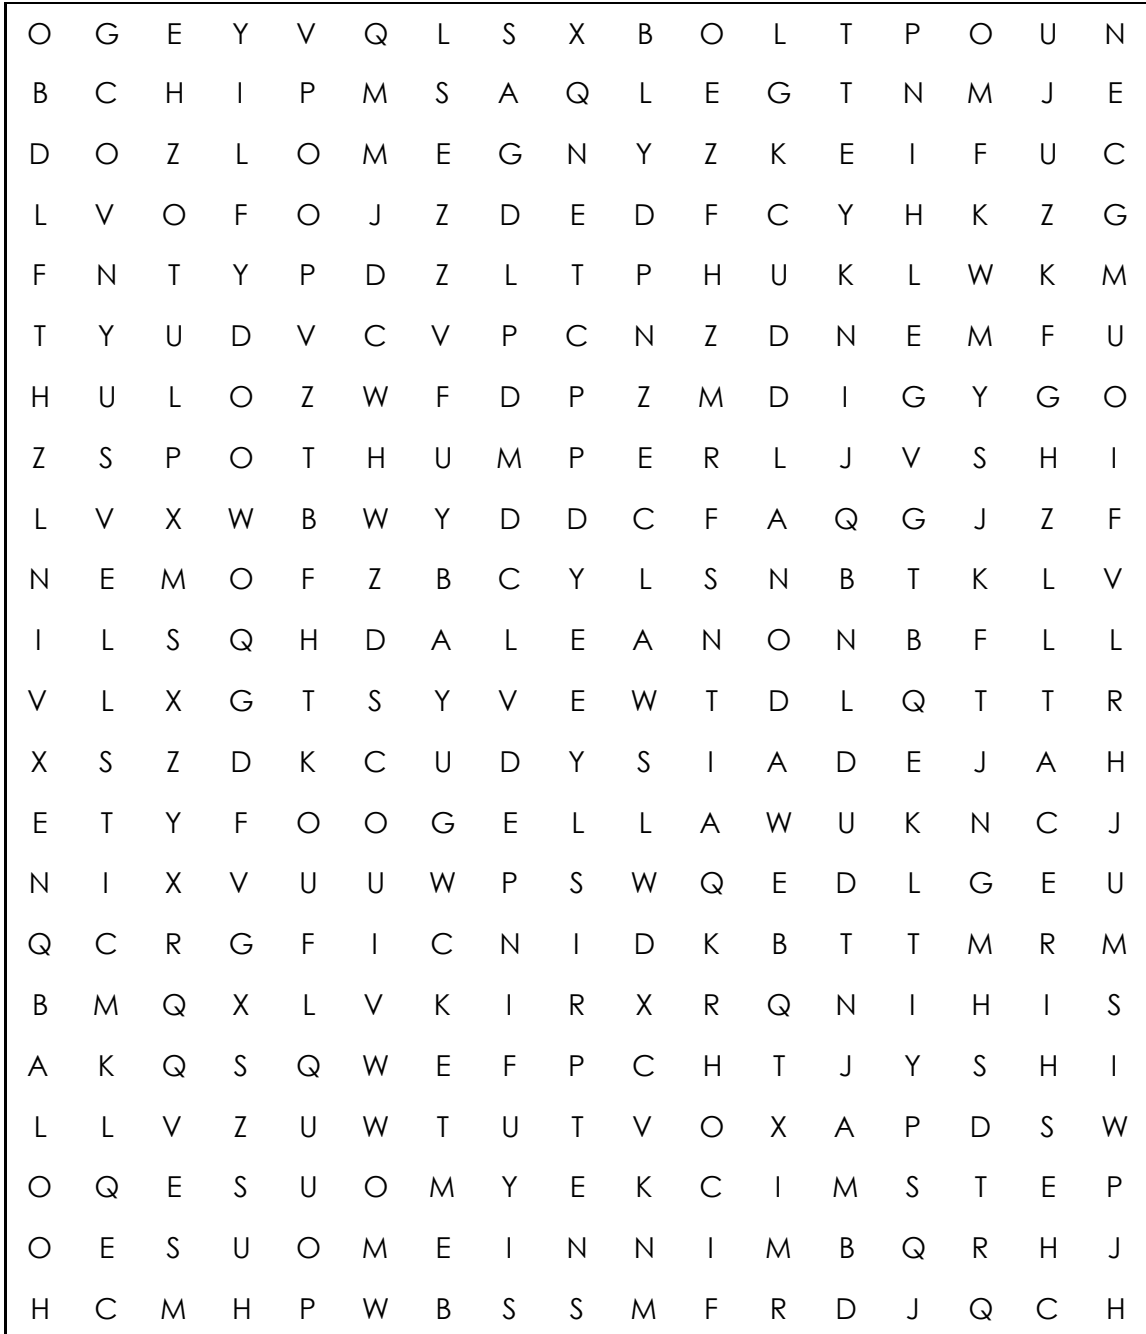 O G E Y V Q L S X B O L T P O U N
B C H I P M S A Q L E G T N M J E
D O Z L O M E G N Y Z K E I F U C
L V O F O J Z D E D F C Y H K Z G
F N T Y P D Z L T P H U K L W K M
T Y U D V C V P C N Z D N E M F U
H U L O Z W F D P Z M D I G Y G O
Z S P O T H U M P E R L J V S H I
L V X W B W Y D D C F A Q G J Z F
N E M O F Z B C Y L S N B T K L V
I L S Q H D A L E A N O N B F L L
V L X G T S Y V E W T D L Q T T R
X S Z D K C U D Y S I A D E J A H
E T Y F O O G E L L A W U K N C J
N I X V U U W P S W Q E D L G E U
Q C R G F I C N I D K B T T M R M
B M Q X L V K I R X R Q N I H I S
A K Q S Q W E F P C H T J Y S H I
L L V Z U W T U T V O X A P D S W
O Q E S U O M Y E K C I M S T E P
O E S U O M E I N N I M B Q R H J
H C M H P W B S S M F R D J Q C H